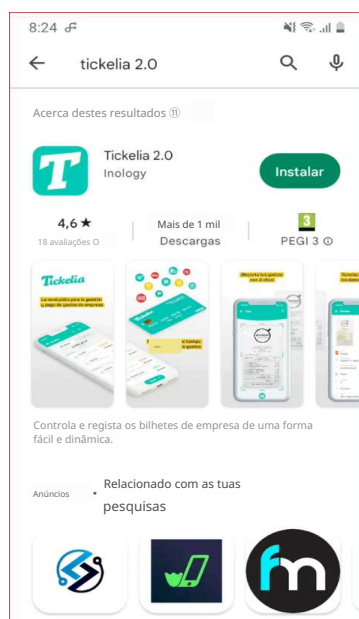 8:24
tickelia 2.0
Acerca destes resultados ⓘ
Tickelia 2.0
Inology
Instalar
4,6 ★
18 avaliações
Mais de 1 mil
Descargas
3
PEGI 3 ⓘ
Tickelia
La revolución para la gestión
y pago de gastos de empresa
Tickelia
Controla e regista os bilhetes de empresa de uma forma
fácil e dinâmica.
Anúncios
• Relacionado com as tuas
pesquisas
fm